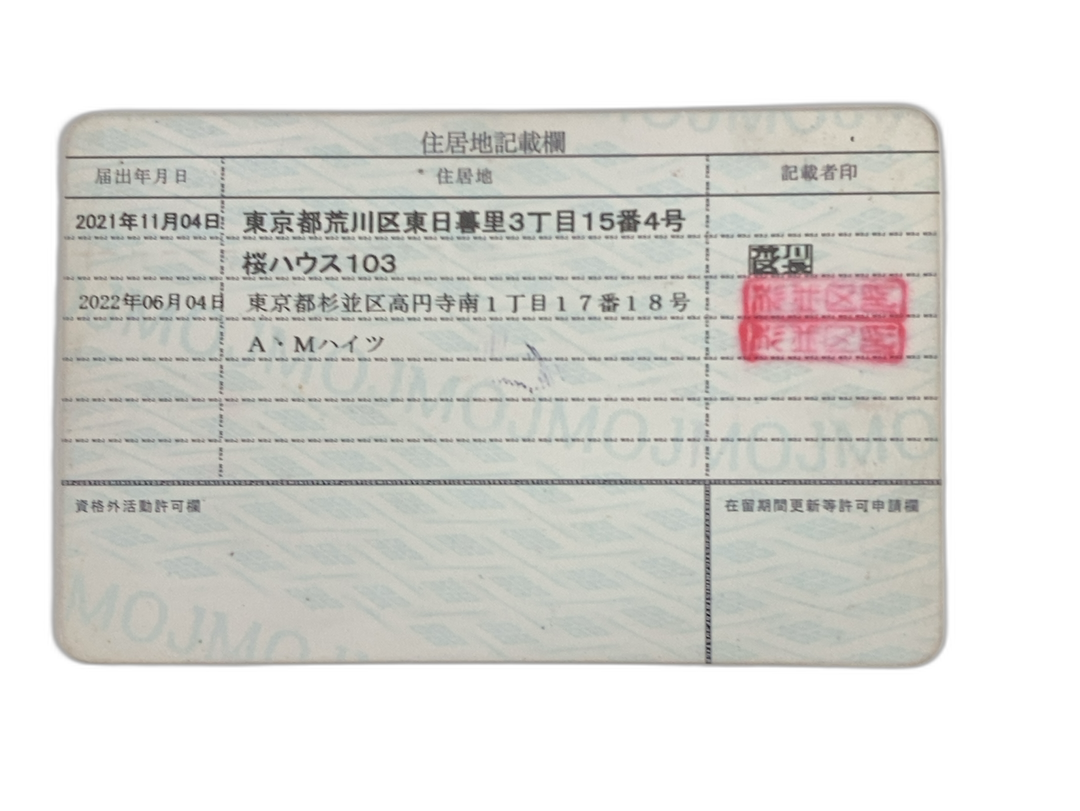 住居地記載欄
届出年月日 住居地 記載者印
2021年11月04日 東京都荒川区東日暮里3丁目15番4号
桜ハウス103 荒川区長
2022年06月04日 東京都杉並区高円寺南1丁目17番18号 杉並区
A・Mハイツ 杉並区
資格外活動許可欄 在留期間更新等許可申請欄
MOJ